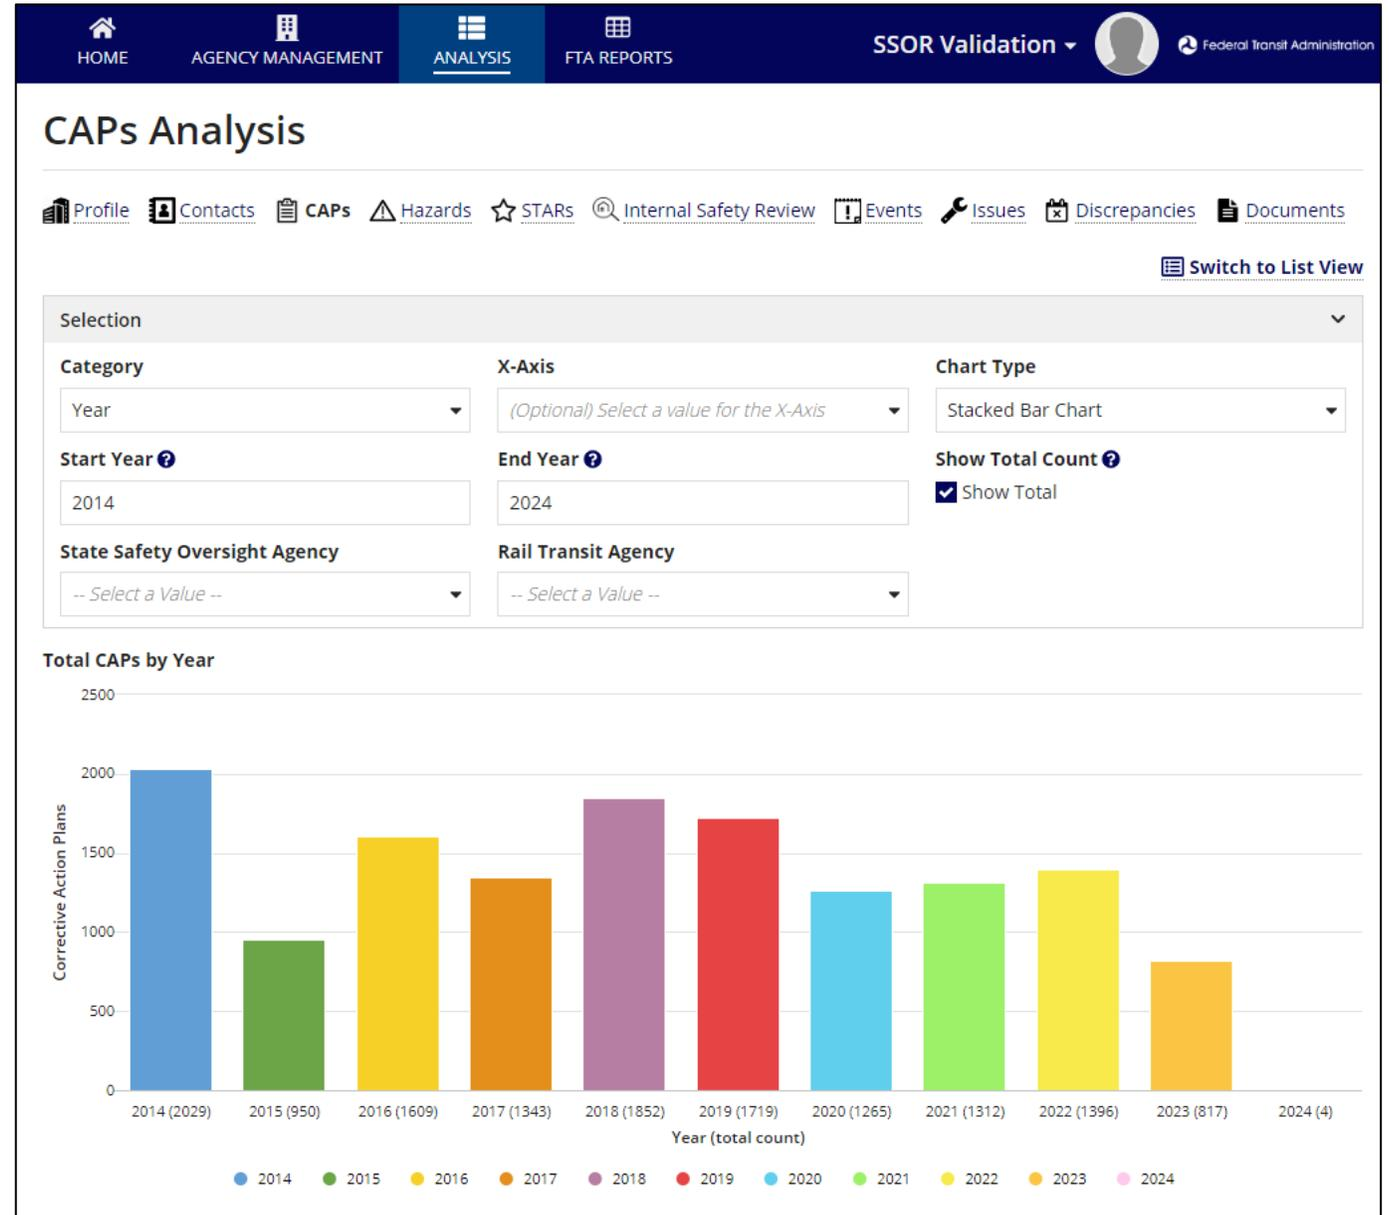 HOME
AGENCY MANAGEMENT
ANALYSIS
FTA REPORTS
SSOR Validation
Federal Transit Administration
CAPs Analysis
Profile Contacts CAPs Hazards STARs Internal Safety Review Events Issues Discrepancies Documents
Switch to List View
Selection
Category X-Axis Chart Type
Year (Optional) Select a value for the X-Axis Stacked Bar Chart
Start Year End Year Show Total Count
2014 2024 Show Total
State Safety Oversight Agency Rail Transit Agency
-- Select a Value -- -- Select a Value --
Total CAPs by Year
2500
2000
1500
1000
500
0
Corrective Action Plans
2014 (2029) 2015 (950) 2016 (1609) 2017 (1343) 2018 (1852) 2019 (1719) 2020 (1265) 2021 (1312) 2022 (1396) 2023 (817) 2024 (4)
Year (total count)
2014 2015 2016 2017 2018 2019 2020 2021 2022 2023 2024